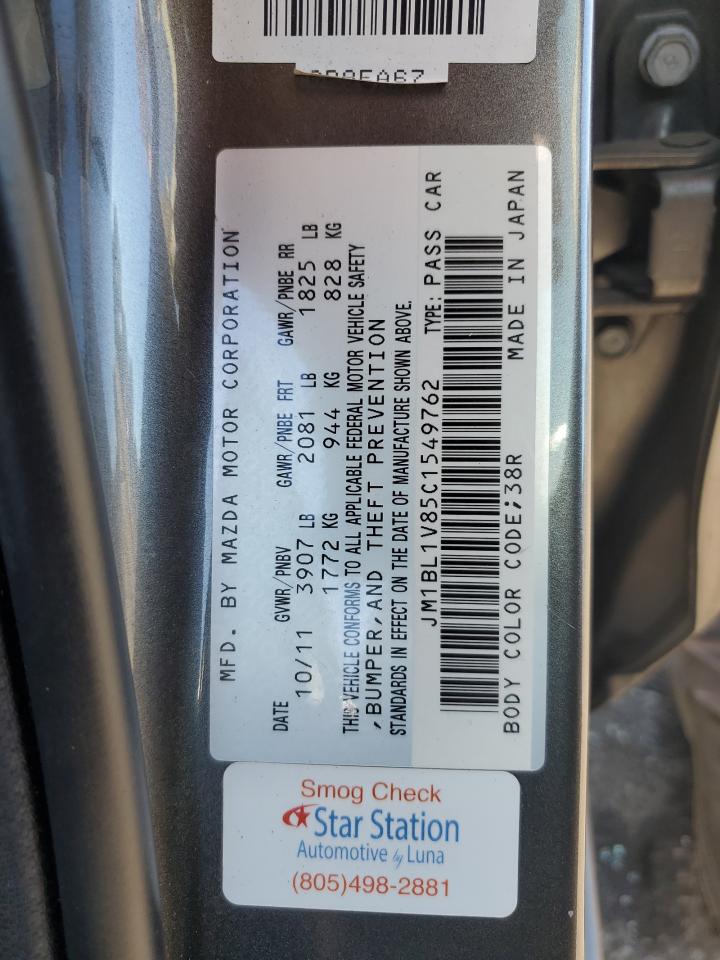 MFD. BY MAZDA MOTOR CORPORATION
DATE GVWR/PNBV GAWR/PNBE FRT GAWR/PNBE RR
10/11 3907 LB 2081 LB 1825 LB
1772 KG 944 KG 828 KG
THIS VEHICLE CONFORMS TO ALL APPLICABLE FEDERAL MOTOR VEHICLE SAFETY
,BUMPER,AND THEFT PREVENTION
STANDARDS IN EFFECT ON THE DATE OF MANUFACTURE SHOWN ABOVE.
JM1BL1V85C1549762 TYPE: PASS CAR
BODY COLOR CODE;38R MADE IN JAPAN
Smog Check
Star Station
Automotive by Luna
(805)498-2881